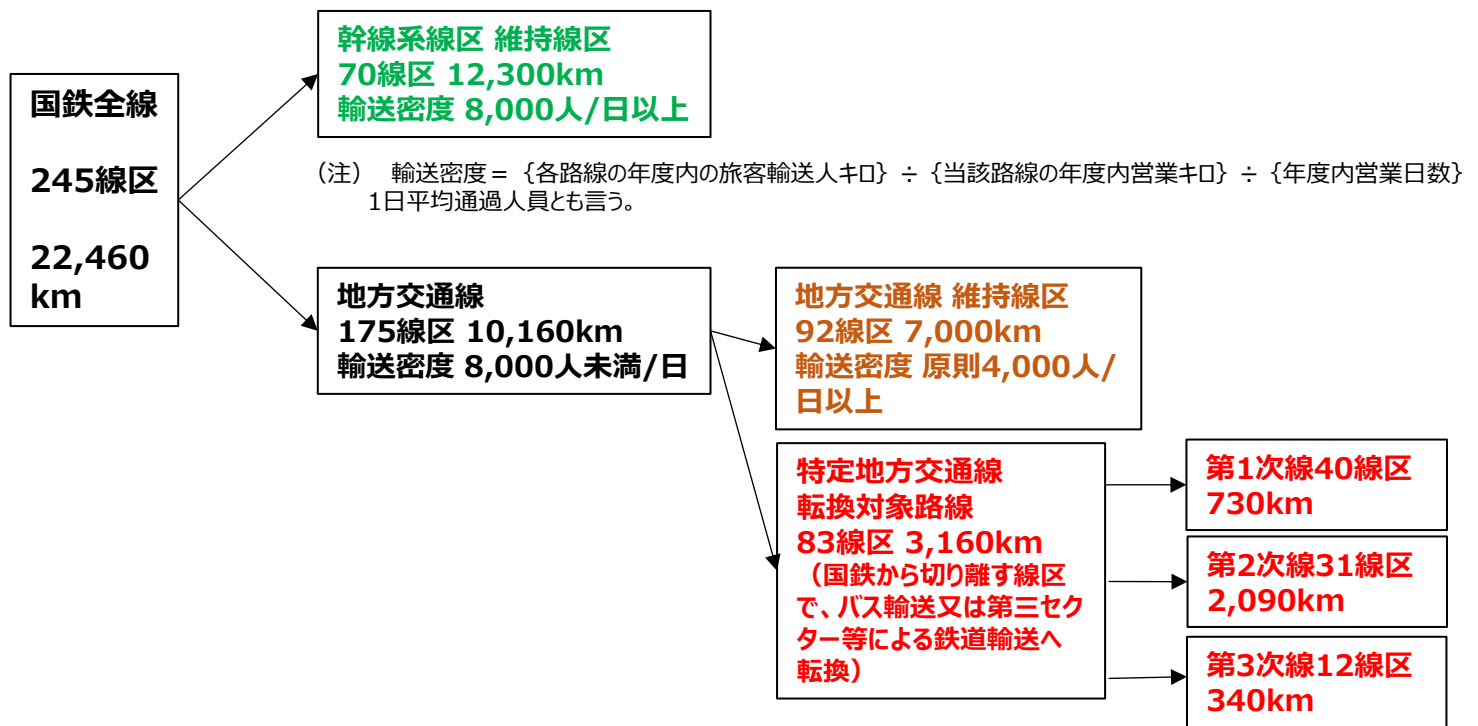 国鉄全線
245線区
22,460
km
幹線系線区 維持線区
70線区 12,300km
輸送密度 8,000人/日以上
（注）　輸送密度 = ｛各路線の年度内の旅客輸送人キロ｝ ÷ ｛当該路線の年度内営業キロ｝ ÷ ｛年度内営業日数｝
1日平均通過人員とも言う。
地方交通線
175線区 10,160km
輸送密度 8,000人未満/日
地方交通線 維持線区
92線区 7,000km
輸送密度 原則4,000人/
日以上
特定地方交通線
転換対象路線
83線区 3,160km
（国鉄から切り離す線区
で、バス輸送又は第三セク
ター等による鉄道輸送へ
転換）
第1次線40線区
730km
第2次線31線区
2,090km
第3次線12線区
340km